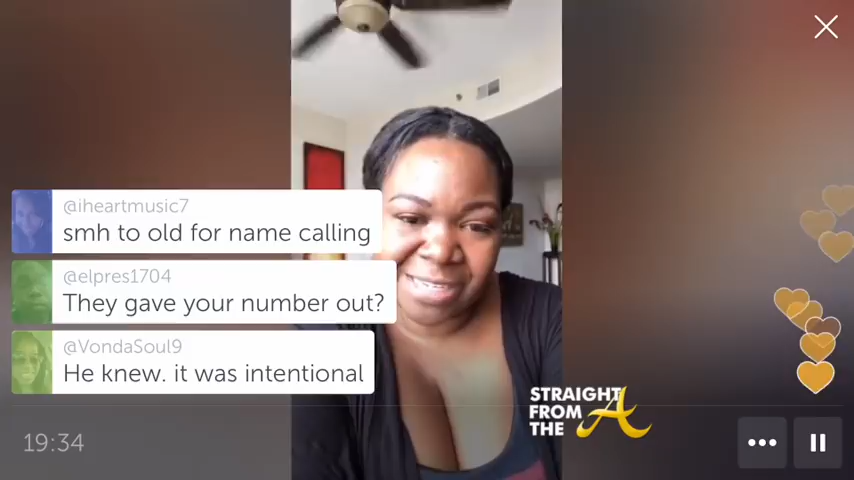 @iheartmusic7
smh to old for name calling
@elpres1704
They gave your number out?
@VondaSoul9
He knew. it was intentional
STRAIGHT
FROM
THE A
19:34